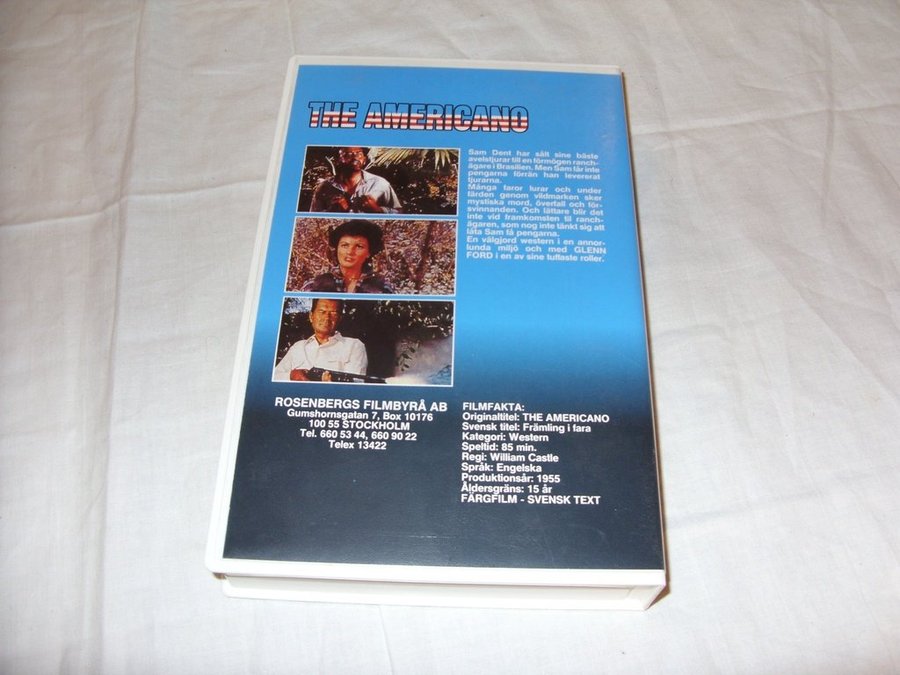 THE AMERICANO
Sam Dent har sålt sine bäste
avelstjurar till en förmögen ranch-
ägare i Brasilien. Men Sam får inte
pengarna förrän han levererat
tjurarna.
Många faror lurar och under
färden genom vildmarken sker
mystiska mord, överfall och för-
svinnanden. Och lättare blir det
inte vid framkomsten til ranch-
ägaren, som nog inte tänkt sig att
låta Sam få pengarna.
En välgjord western i en annor-
lunda miljö och med GLENN
FORD i en av sine tuffaste roller.
ROSENBERGS FILMBYRÅ AB
Gumshornsgatan 7, Box 10176
100 55 STOCKHOLM
Tel. 660 53 44, 660 90 22
Telex 13422
FILMFAKTA:
Originaltitel: THE AMERICANO
Svensk titel: Främling i fara
Kategori: Western
Speltid: 85 min.
Regi: William Castle
Språk: Engelska
Produktionsår: 1955
Åldersgräns: 15 år
FÄRGFILM - SVENSK TEXT